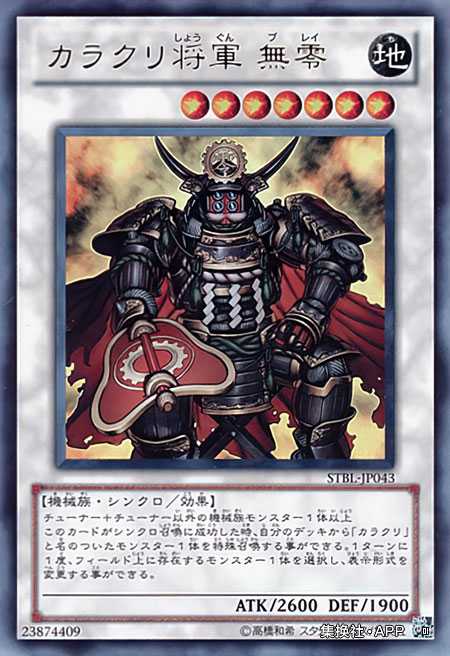 カラクリ将軍 無零
しょう ぐん ブ レイ
地
STBL-JP043
【機械族・シンクロ/効果】
チューナー+チューナー以外の機械族モンスター1体以上
このカードがシンクロ召喚に成功した時、自分のデッキから「カラクリ」
と名のついたモンスター1体を特殊召喚する事ができる。1ターンに
1度、フィールド上に存在するモンスター1体を選択し、表示形式を
変更する事ができる。
ATK/2600 DEF/1900
23874409
©高橋和希 スタ
集英社・APP